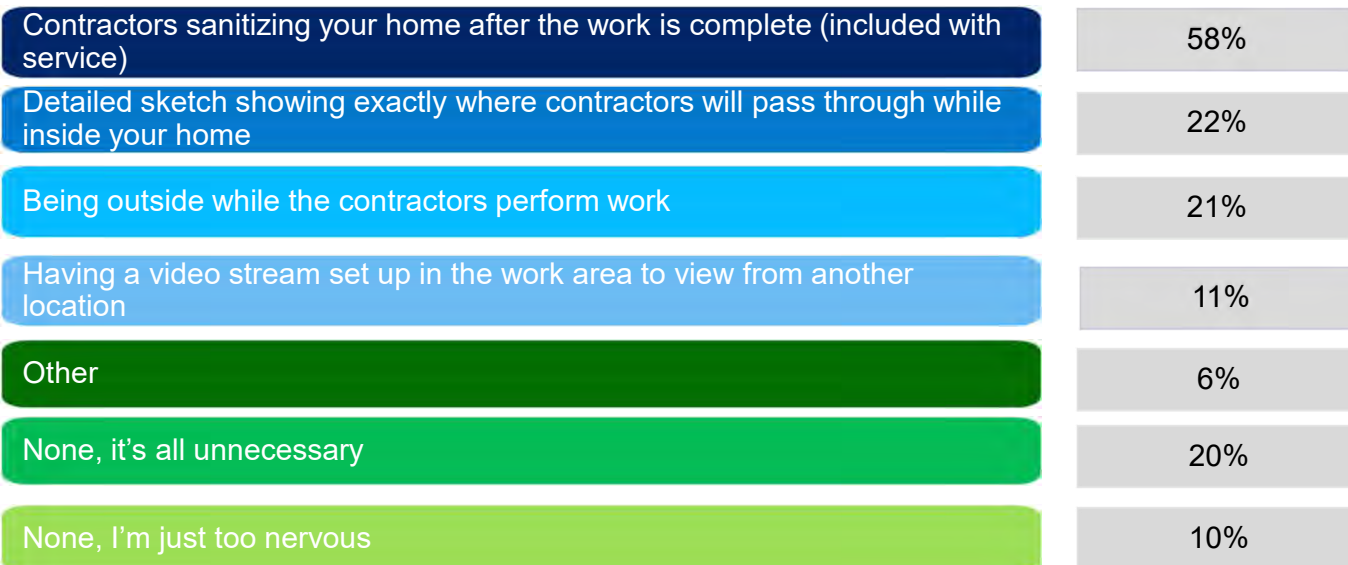 Contractors sanitizing your home after the work is complete (included with
service)
58%
Detailed sketch showing exactly where contractors will pass through while
inside your home
22%
Being outside while the contractors perform work
21%
Having a video stream set up in the work area to view from another
location
11%
Other
6%
None, it’s all unnecessary
20%
None, I’m just too nervous
10%